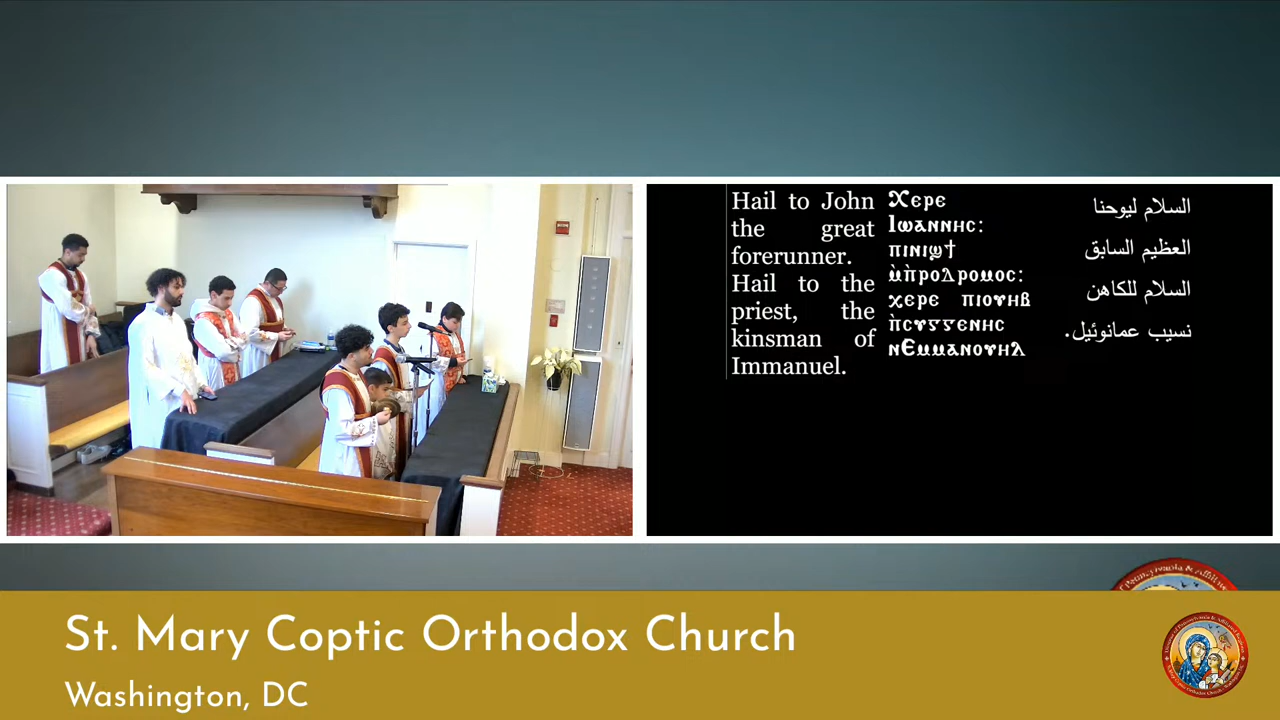 Hail to John
the great
forerunner.
Hail to the
priest, the
kinsman of
Immanuel.
Ⲭⲉⲣⲉ
Ⲓⲱⲁⲛⲛⲏⲥ:
ⲡⲓⲛⲓϣϯ
ⲙ̀ⲡ̀ⲣⲟⲇⲣⲟⲙⲟⲥ:
ⲭⲉⲣⲉ ⲡⲓⲟⲩⲏⲃ
ⲡ̀ⲥⲩⲅⲅⲉⲛⲏⲥ
ⲛⲈⲙⲙⲁⲛⲟⲩⲏⲗ
السلام ليوحنا
العظيم السابق
السلام للكاهن
نسيب عمانوئيل.
St. Mary Coptic Orthodox Church
Washington, DC